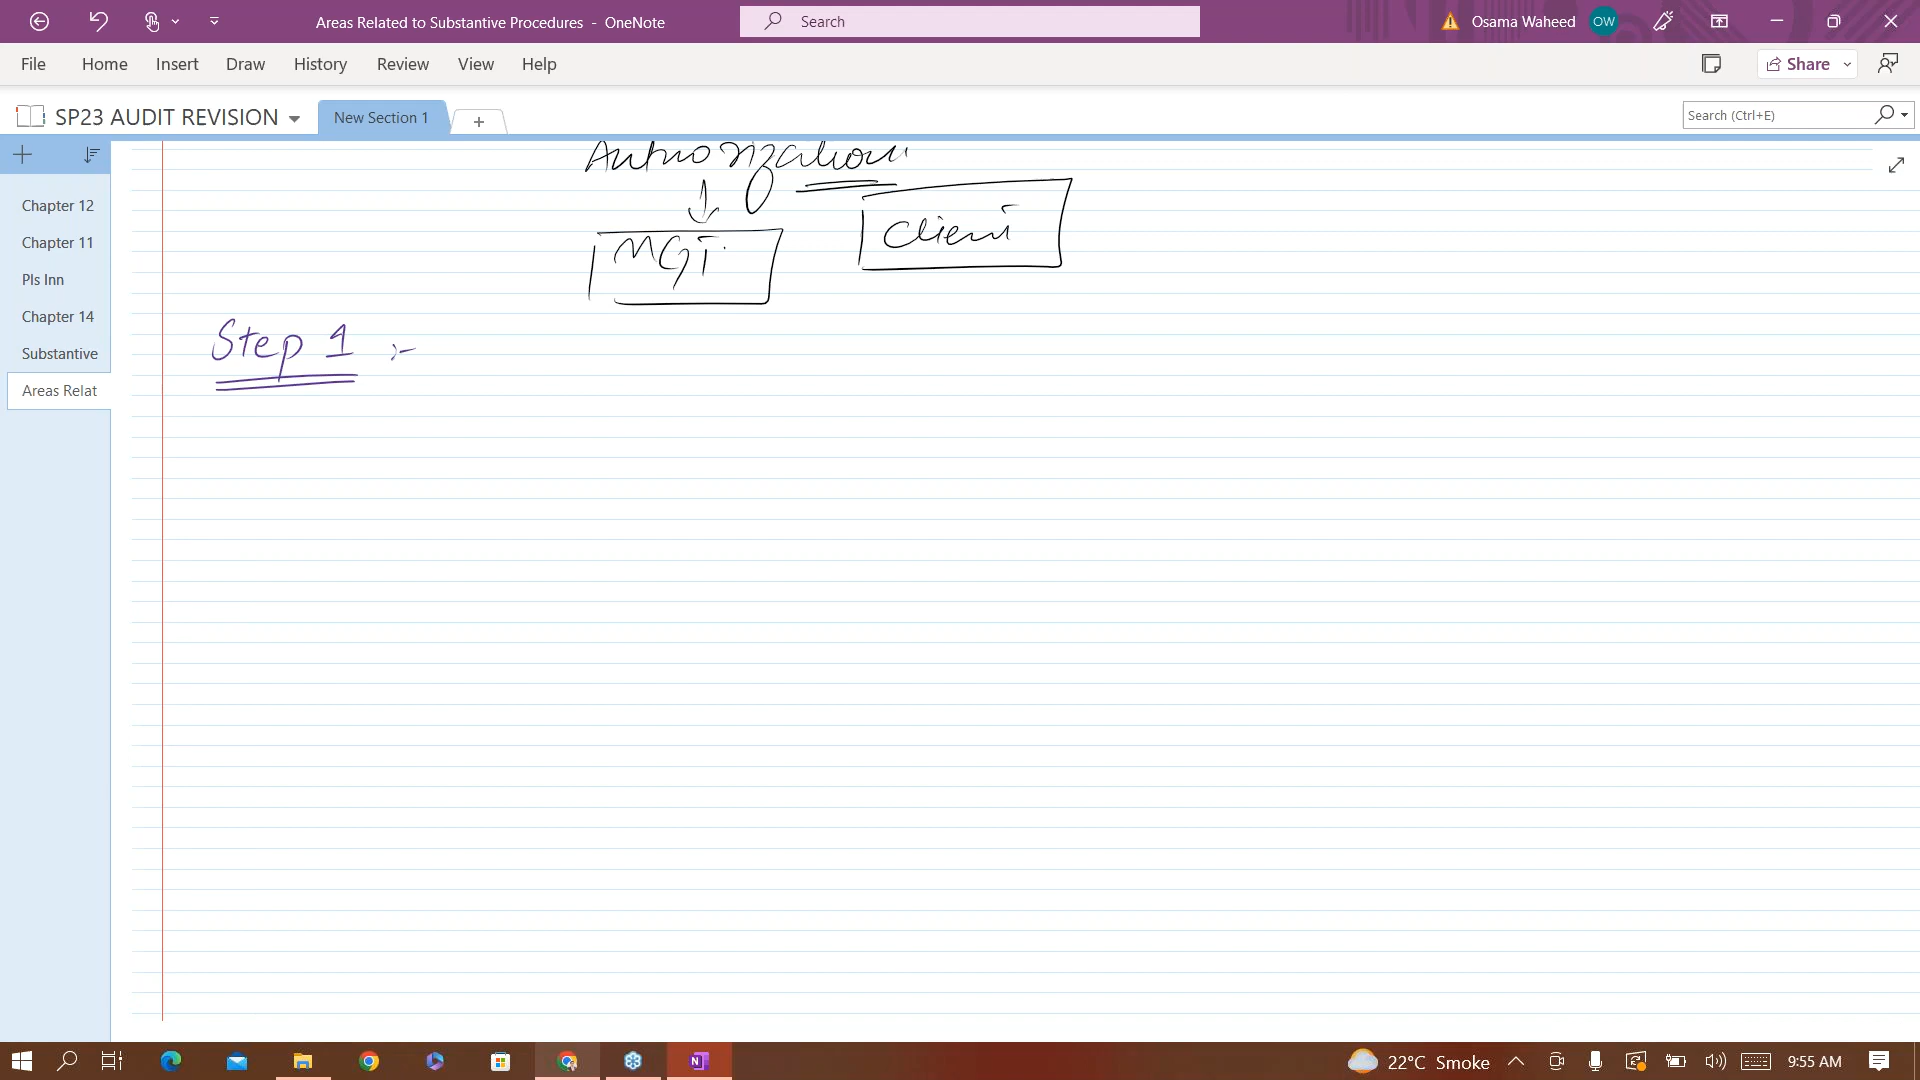 Areas Related to Substantive Procedures - OneNote
Search
Osama Waheed
OW
File Home Insert Draw History Review View Help
Share
SP23 AUDIT REVISION
New Section 1
Search (Ctrl+E)
Chapter 12
Chapter 11
Pls Inn
Chapter 14
Substantive
Areas Relat
Authorization
MGT.
Client
Step 1 :-
22°C Smoke
9:55 AM